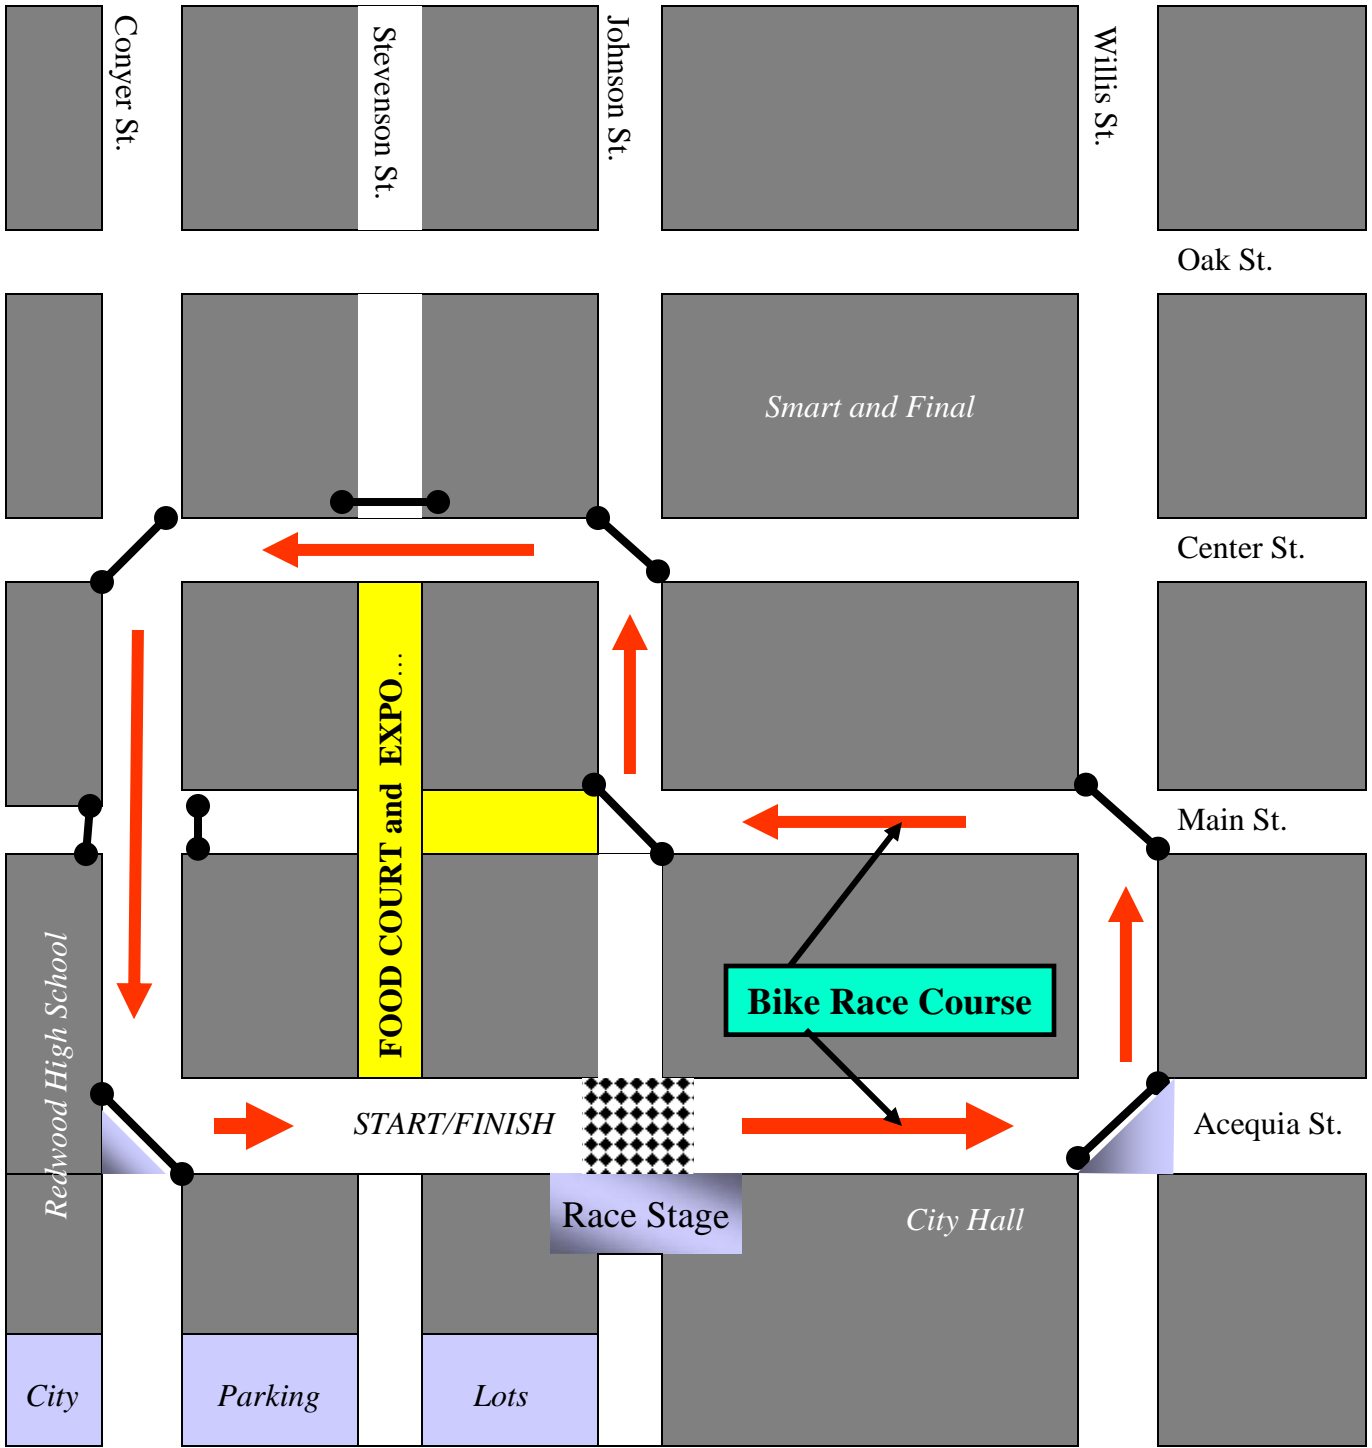 Conyer St.
Stevenson St.
Johnson St.
Willis St.
Oak St.
Smart and Final
Center St.
FOOD COURT and EXPO…
Main St.
Redwood High School
Bike Race Course
START/FINISH
Acequia St.
Race Stage
City Hall
City
Parking
Lots